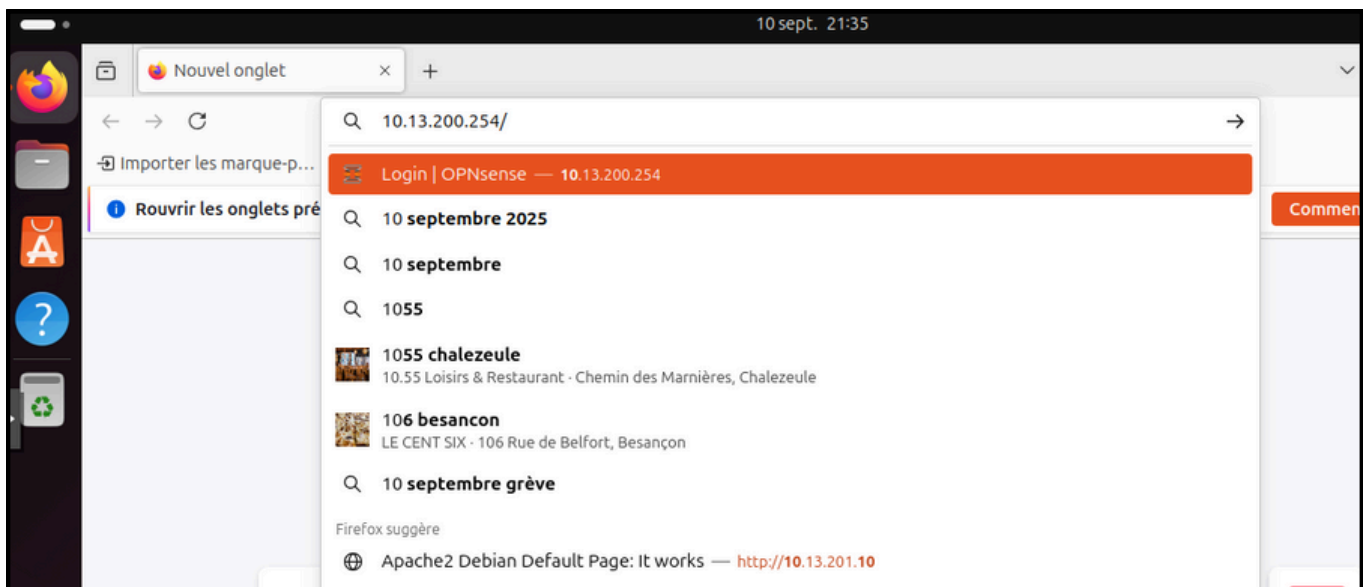 10 sept. 21:35
Nouvel onglet
10.13.200.254/
Importer les marque-p...
Login | OPNsense — 10.13.200.254
Rouvrir les onglets pré
Commen
10 septembre 2025
10 septembre
1055
1055 chalezeule
10.55 Loisirs & Restaurant · Chemin des Marnières, Chalezeule
106 besancon
LE CENT SIX · 106 Rue de Belfort, Besançon
10 septembre grève
Firefox suggère
Apache2 Debian Default Page: It works — http://10.13.201.10